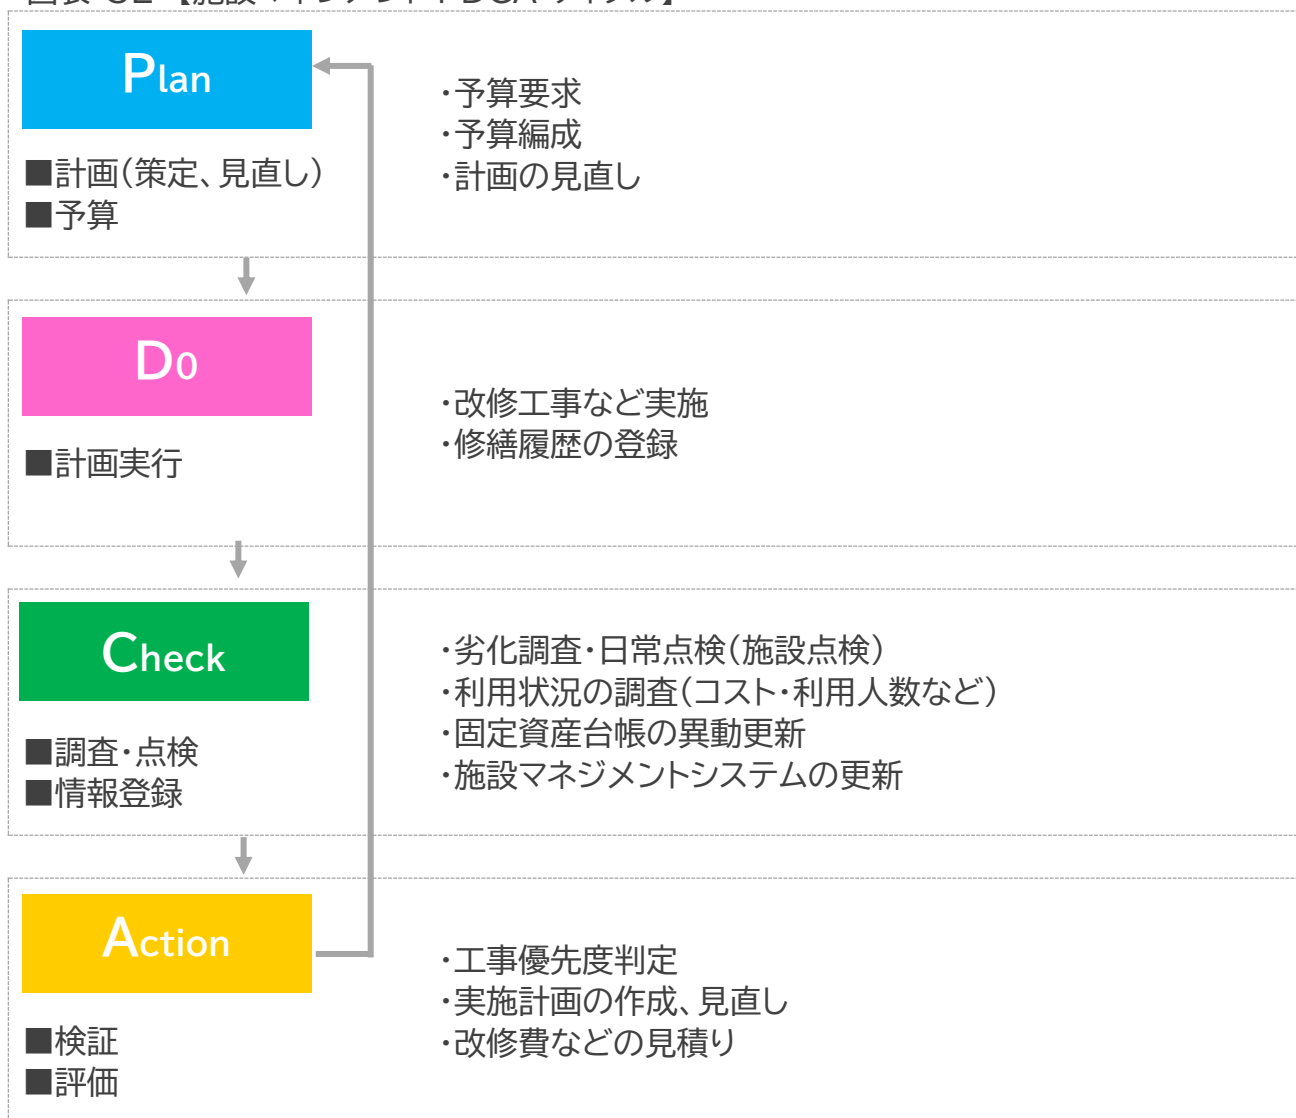 Plan
■計画(策定、見直し)
■予算
・予算要求
・予算編成
・計画の見直し
D0
■計画実行
・改修工事など実施
・修繕履歴の登録
Check
■調査・点検
■情報登録
・劣化調査・日常点検(施設点検)
・利用状況の調査(コスト・利用人数など)
・固定資産台帳の異動更新
・施設マネジメントシステムの更新
Action
■検証
■評価
・工事優先度判定
・実施計画の作成、見直し
・改修費などの見積り